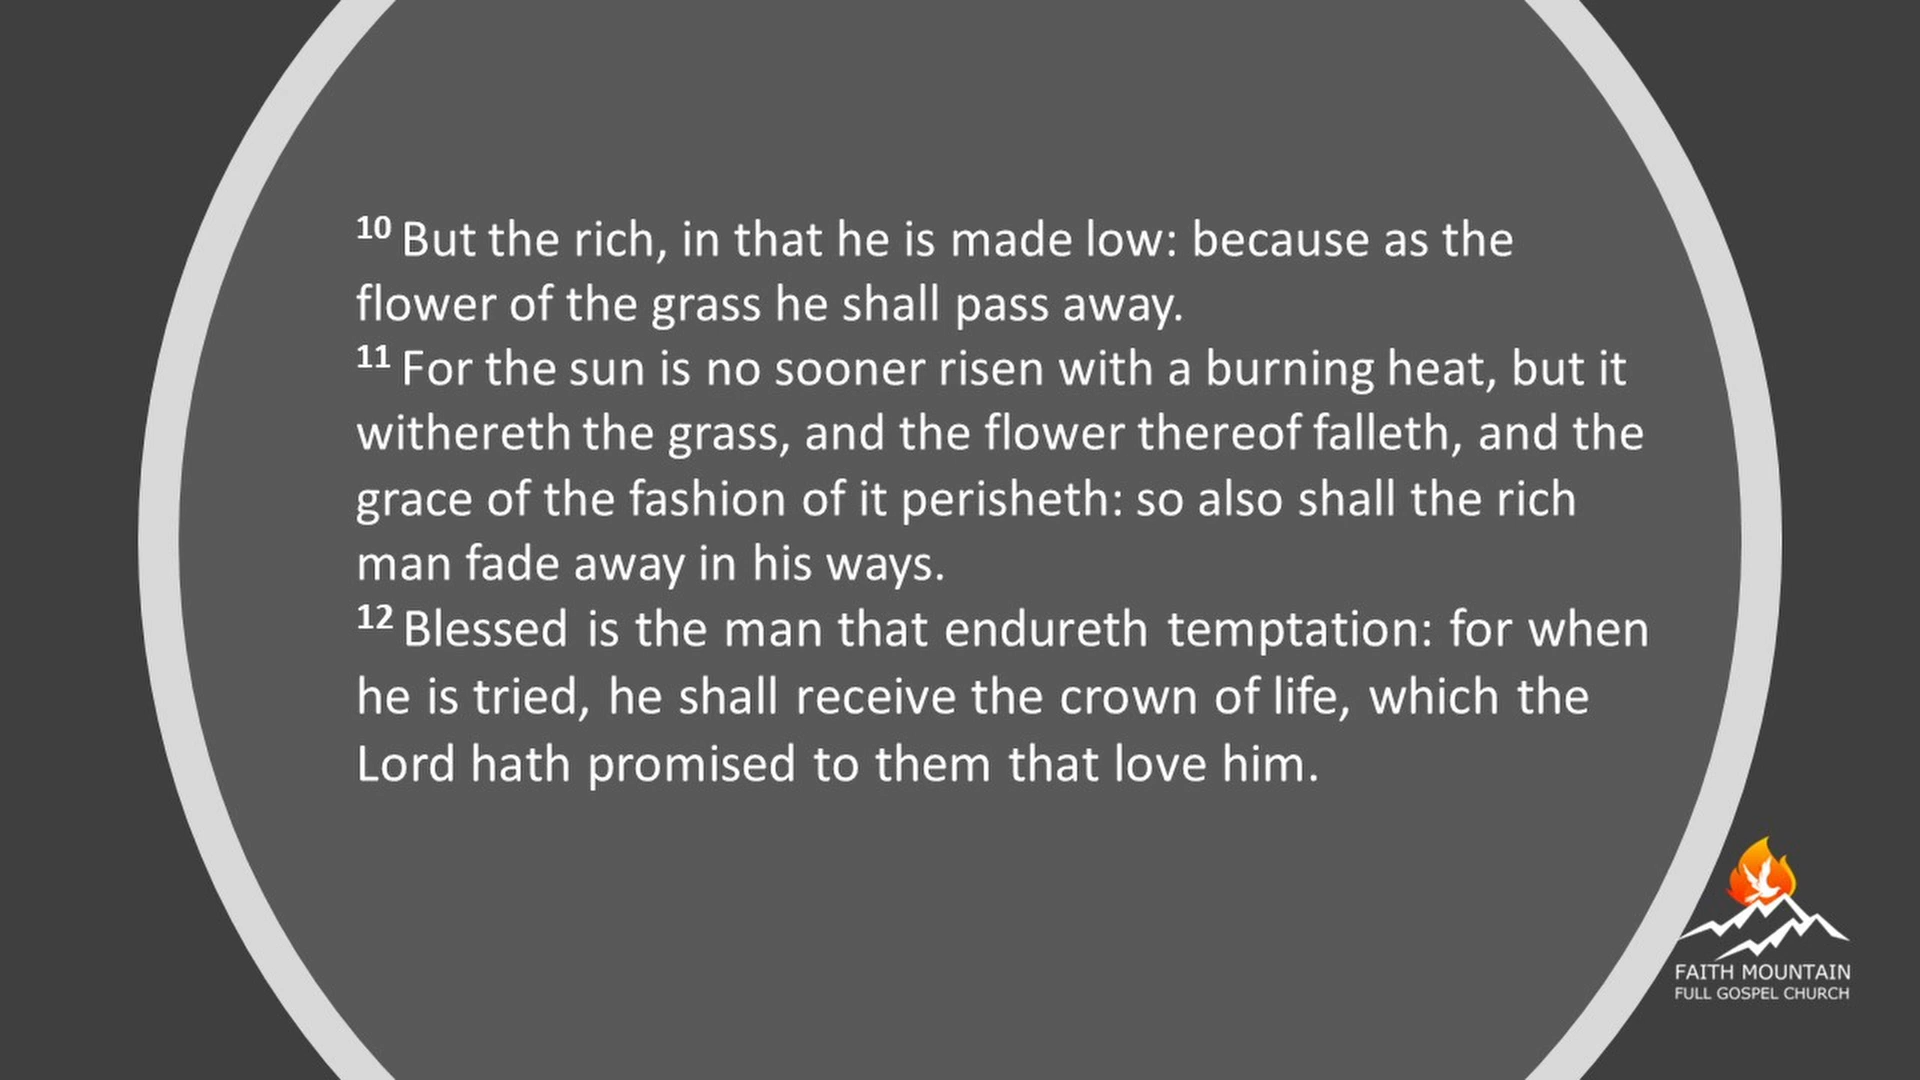 10 But the rich, in that he is made low: because as the
flower of the grass he shall pass away.
11 For the sun is no sooner risen with a burning heat, but it
withereth the grass, and the flower thereof falleth, and the
grace of the fashion of it perisheth: so also shall the rich
man fade away in his ways.
12 Blessed is the man that endureth temptation: for when
he is tried, he shall receive the crown of life, which the
Lord hath promised to them that love him.
FAITH MOUNTAIN
FULL GOSPEL CHURCH